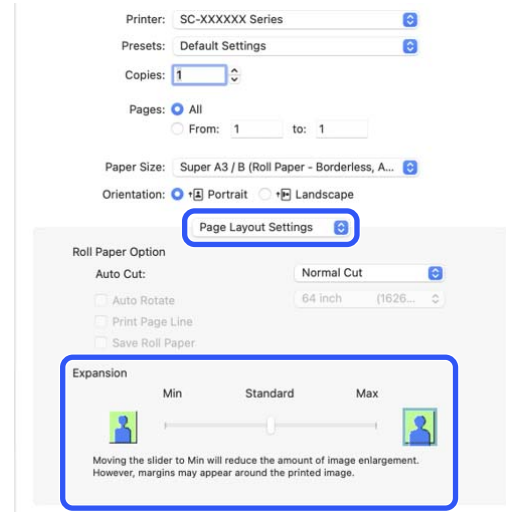 Printer: SC-XXXXXX Series
Presets: Default Settings
Copies: 1
Pages: All
From: 1 to: 1
Paper Size: Super A3 / B (Roll Paper - Borderless, A...
Orientation: Portrait Landscape
Page Layout Settings
Roll Paper Option
Auto Cut: Normal Cut
Auto Rotate 64 inch (1626...
Print Page Line
Save Roll Paper
Expansion
Min Standard Max
Moving the slider to Min will reduce the amount of image enlargement.
However, margins may appear around the printed image.